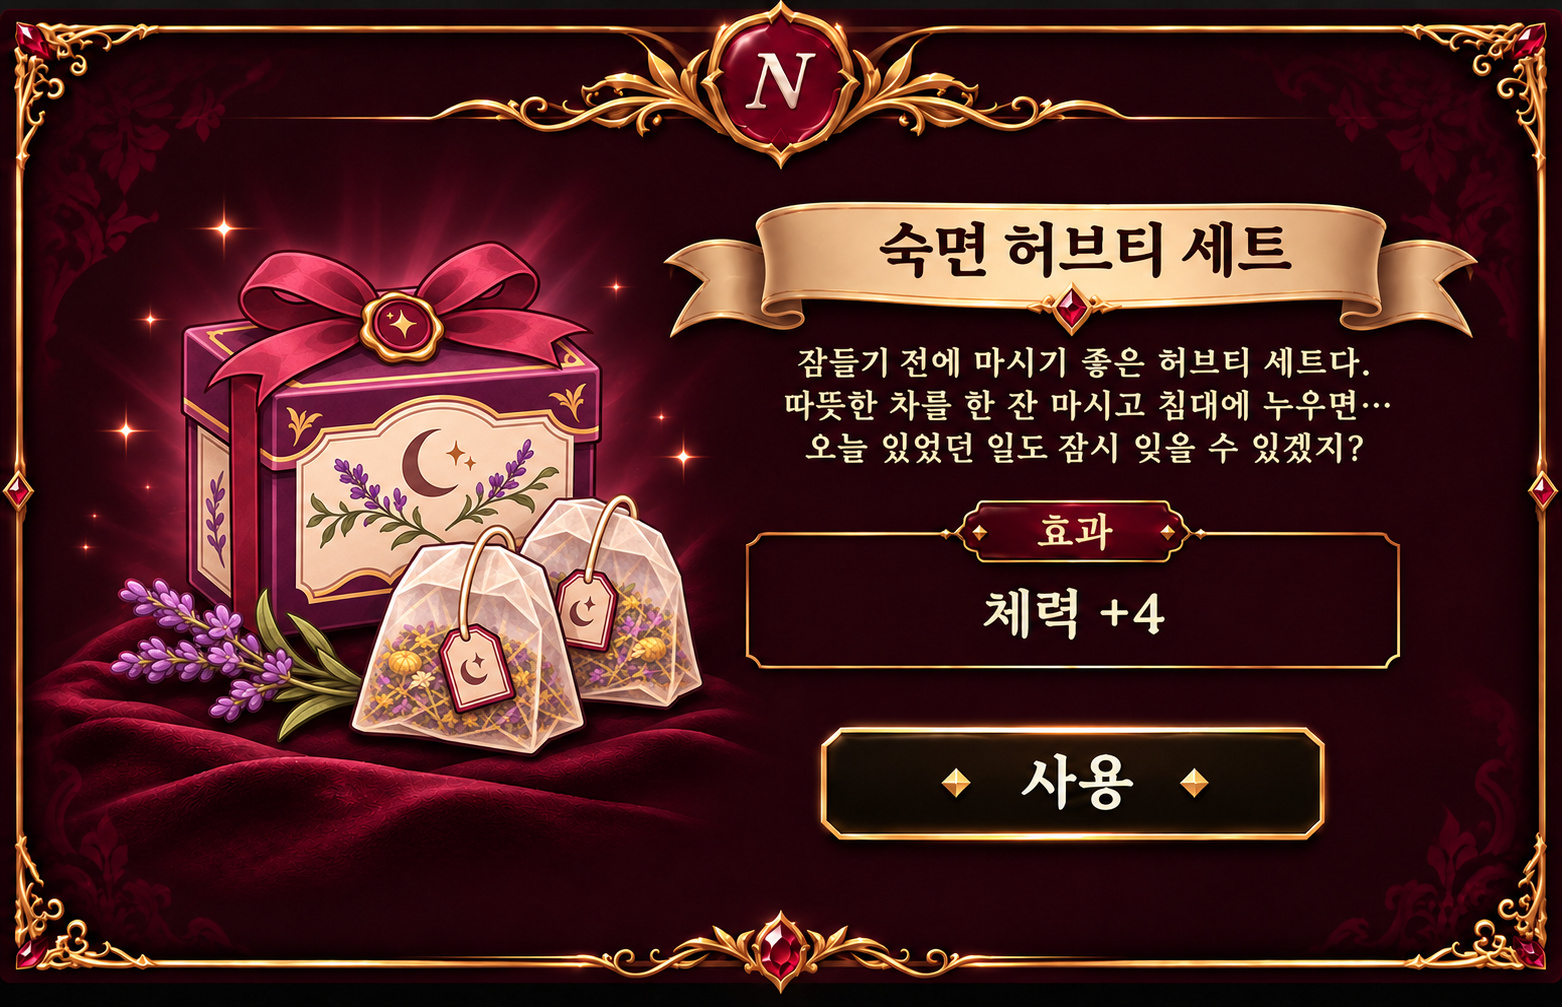 N
숙면 허브티 세트
잠들기 전에 마시기 좋은 허브티 세트다.
따뜻한 차를 한 잔 마시고 침대에 누우면…
오늘 있었던 일도 잠시 잊을 수 있겠지?
효과
체력 +4
사용